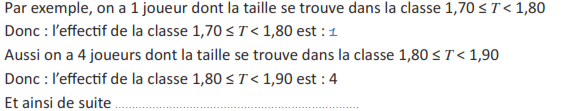 Par exemple, on a 1 joueur dont la taille se trouve dans la classe 1,70 ≤ T < 1,80
Donc : l'effectif de la classe 1,70 ≤ T < 1,80 est : 1
Aussi on a 4 joueurs dont la taille se trouve dans la classe 1,80 ≤ T < 1,90
Donc : l'effectif de la classe 1,80 ≤ T < 1,90 est : 4
Et ainsi de suite ................................................................